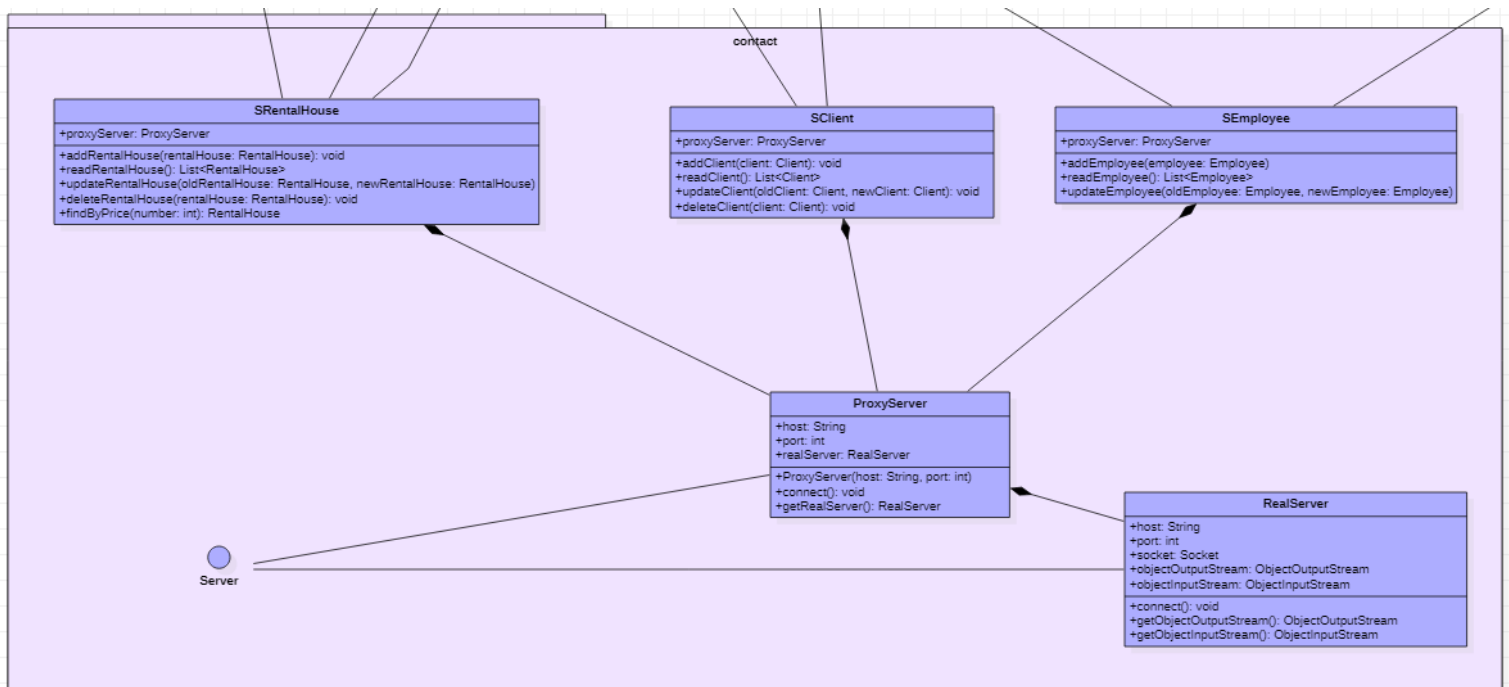 contact
SRentalHouse
+proxyServer: ProxyServer
+addRentalHouse(rentalHouse: RentalHouse): void
+readRentalHouse(): List<RentalHouse>
+updateRentalHouse(oldRentalHouse: RentalHouse, newRentalHouse: RentalHouse)
+deleteRentalHouse(rentalHouse: RentalHouse): void
+findByPrice(number: int): RentalHouse
SClient
+proxyServer: ProxyServer
+addClient(client: Client): void
+readClient(): List<Client>
+updateClient(oldClient: Client, newClient: Client): void
+deleteClient(client: Client): void
SEmployee
+proxyServer: ProxyServer
+addEmployee(employee: Employee)
+readEmployee(): List<Employee>
+updateEmployee(oldEmployee: Employee, newEmployee: Employee)
ProxyServer
+host: String
+port: int
+realServer: RealServer
+ProxyServer(host: String, port: int)
+connect(): void
+getRealServer(): RealServer
Server
RealServer
+host: String
+port: int
+socket: Socket
+objectOutputStream: ObjectOutputStream
+objectInputStream: ObjectInputStream
+connect(): void
+getObjectOutputStream(): ObjectOutputStream
+getObjectInputStream(): ObjectInputStream